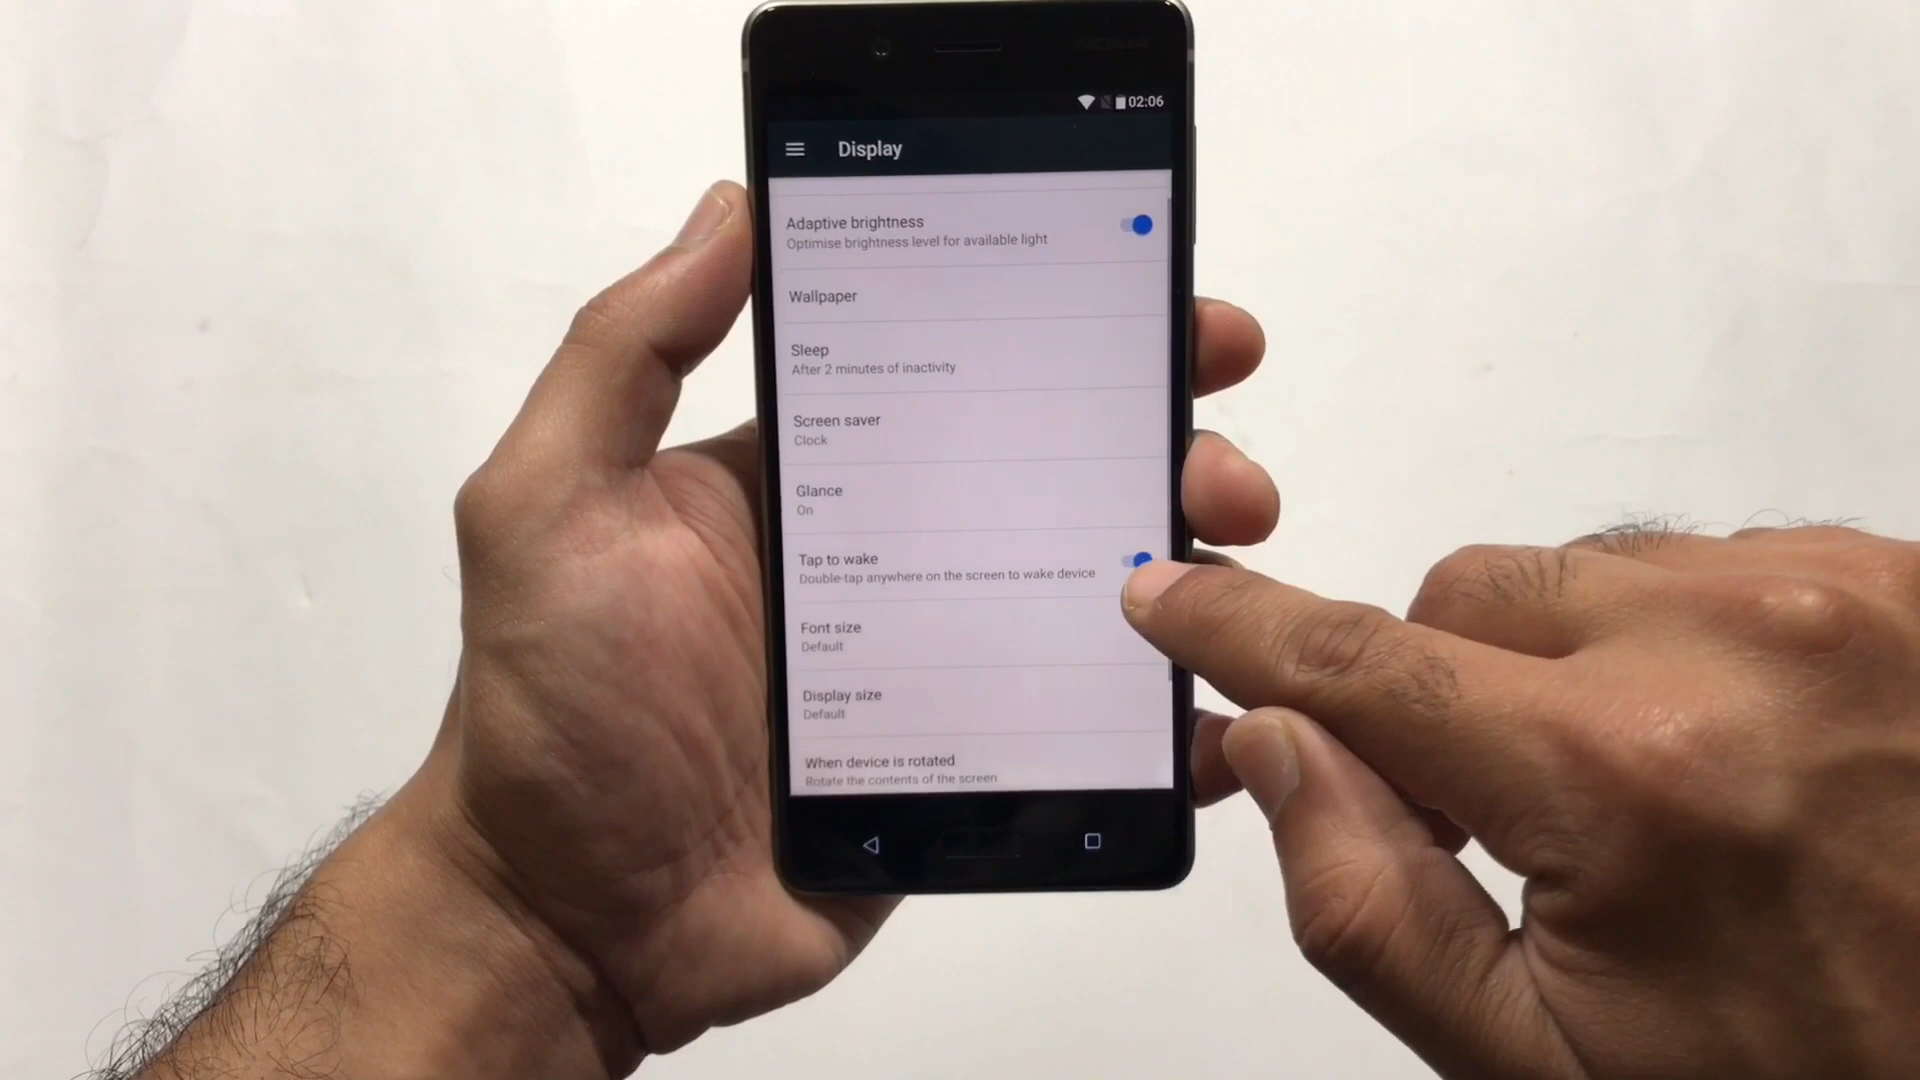 NOKIA
02:06
Display
Adaptive brightness
Optimise brightness level for available light
Wallpaper
Sleep
After 2 minutes of inactivity
Screen saver
Clock
Glance
On
Tap to wake
Double-tap anywhere on the screen to wake device
Font size
Default
Display size
Default
When device is rotated
Rotate the contents of the screen